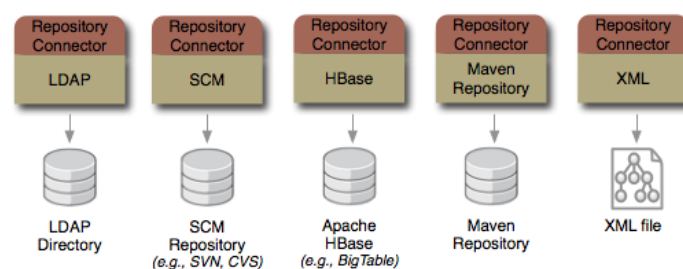 Repository
Connector
LDAP
LDAP
Directory
Repository
Connector
SCM
SCM
Repository
(e.g., SVN, CVS)
Repository
Connector
HBase
Apache
HBase
(e.g., BigTable)
Repository
Connector
Maven
Repository
Maven
Repository
Repository
Connector
XML
XML file